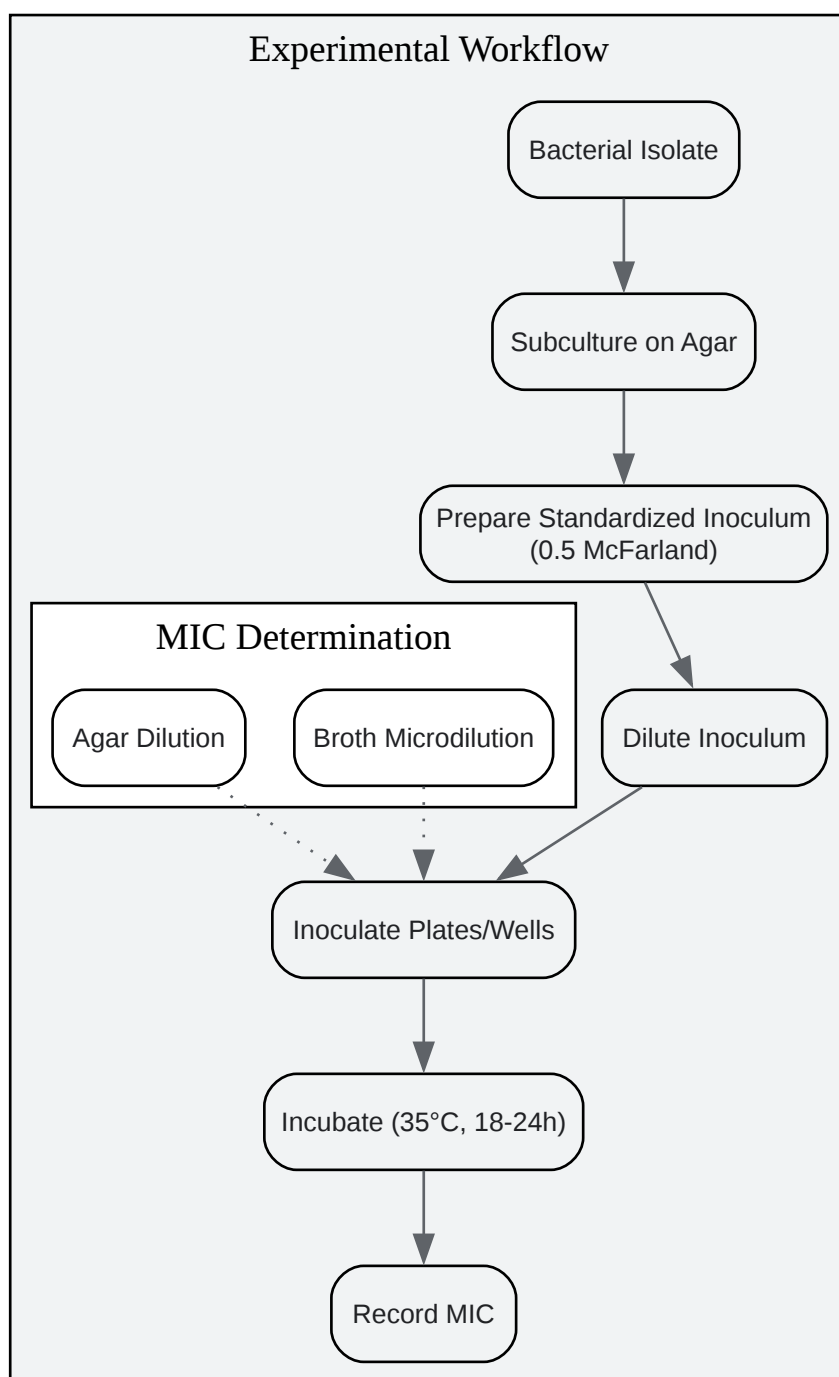 Experimental Workflow
Bacterial Isolate
Subculture on Agar
Prepare Standardized Inoculum
(0.5 McFarland)
MIC Determination
Agar Dilution
Broth Microdilution
Dilute Inoculum
Inoculate Plates/Wells
Incubate (35°C, 18-24h)
Record MIC